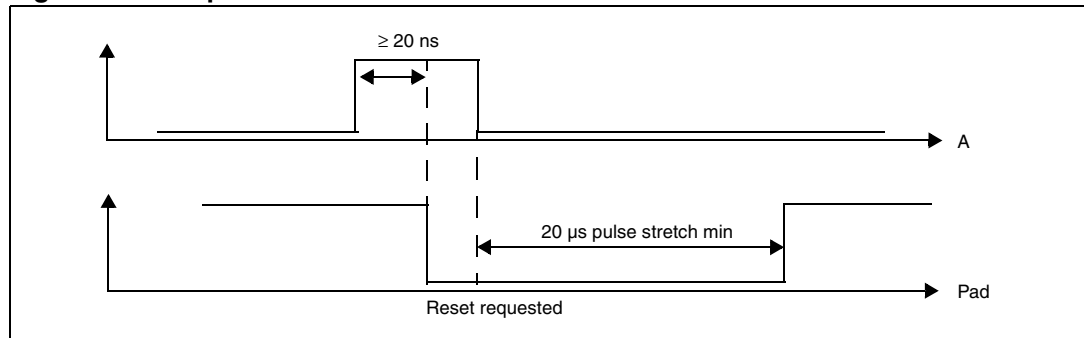 ≥ 20 ns
A
20 µs pulse stretch min
Pad
Reset requested